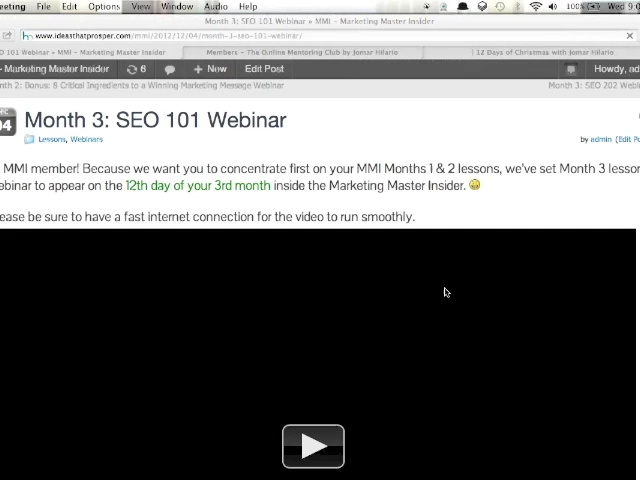 eeting File Edit Options View Window Audio Help 100% Wed 9:0
Month 3: SEO 101 Webinar » MMI - Marketing Master Insider
www.ideasthatprosper.com/mmi/2012/12/04/month-3-seo-101-webinar/
O 101 Webinar » MMI - Marketing Master Insider Members – The Online Mentoring Club by Jomar Hilario | 12 Days of Christmas with Jomar Hilario
- Marketing Master Insider 6 + New Edit Post Howdy, ad
nth 2: Bonus: 8 Critical Ingredients to a Winning Marketing Message Webinar Month 3: SEO 202 Webin
04 Month 3: SEO 101 Webinar
Lessons, Webinars by admin (Edit Po
MMI member! Because we want you to concentrate first on your MMI Months 1 & 2 lessons, we've set Month 3 lesson
ebinar to appear on the 12th day of your 3rd month inside the Marketing Master Insider.
ease be sure to have a fast internet connection for the video to run smoothly.